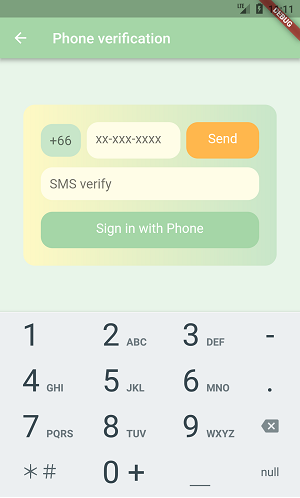 11:11
DEBUG
Phone verification
+66 xx-xxx-xxxx Send
SMS verify
Sign in with Phone
1 2 ABC 3 DEF -
4 GHI 5 JKL 6 MNO .
7 PQRS 8 TUV 9 WXYZ
*# 0 + _ null